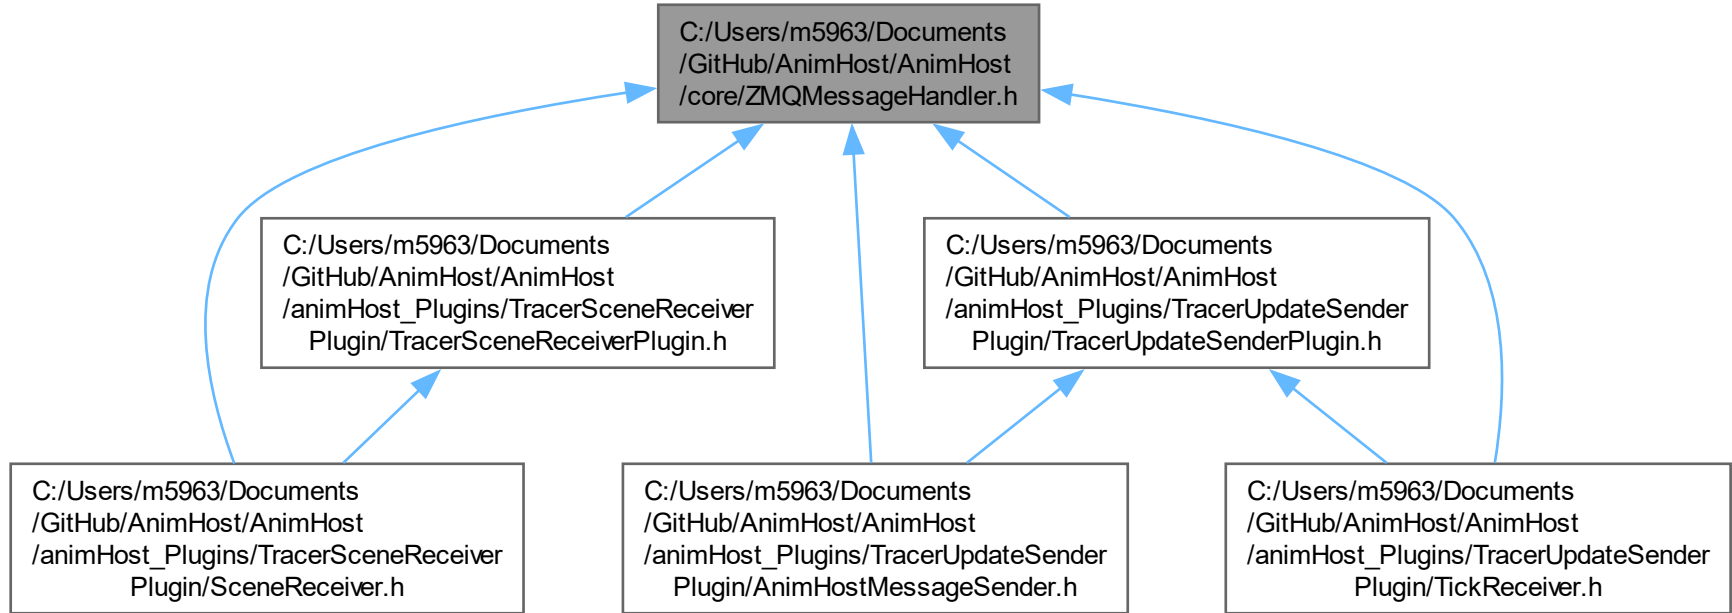 C:/Users/m5963/Documents
/GitHub/AnimHost/AnimHost
/core/ZMQMessageHandler.h
C:/Users/m5963/Documents
/GitHub/AnimHost/AnimHost
/animHost_Plugins/TracerSceneReceiver
Plugin/TracerSceneReceiverPlugin.h
C:/Users/m5963/Documents
/GitHub/AnimHost/AnimHost
/animHost_Plugins/TracerUpdateSender
Plugin/TracerUpdateSenderPlugin.h
C:/Users/m5963/Documents
/GitHub/AnimHost/AnimHost
/animHost_Plugins/TracerSceneReceiver
Plugin/SceneReceiver.h
C:/Users/m5963/Documents
/GitHub/AnimHost/AnimHost
/animHost_Plugins/TracerUpdateSender
Plugin/AnimHostMessageSender.h
C:/Users/m5963/Documents
/GitHub/AnimHost/AnimHost
/animHost_Plugins/TracerUpdateSender
Plugin/TickReceiver.h